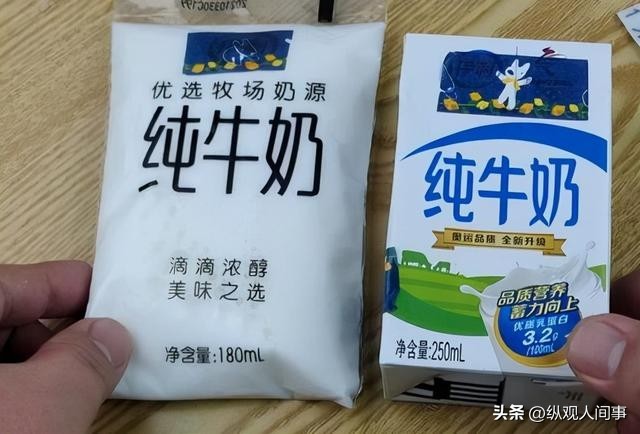 20210330C1
优选牧场奶源
纯牛奶
滴滴浓醇
美味之选
净含量:180mL
纯牛奶
奥运品质 全新升级
品质营养
蓄力向上
优质乳蛋白
3.2g
/100mL
净含量:250mL
头条 @纵观人间事